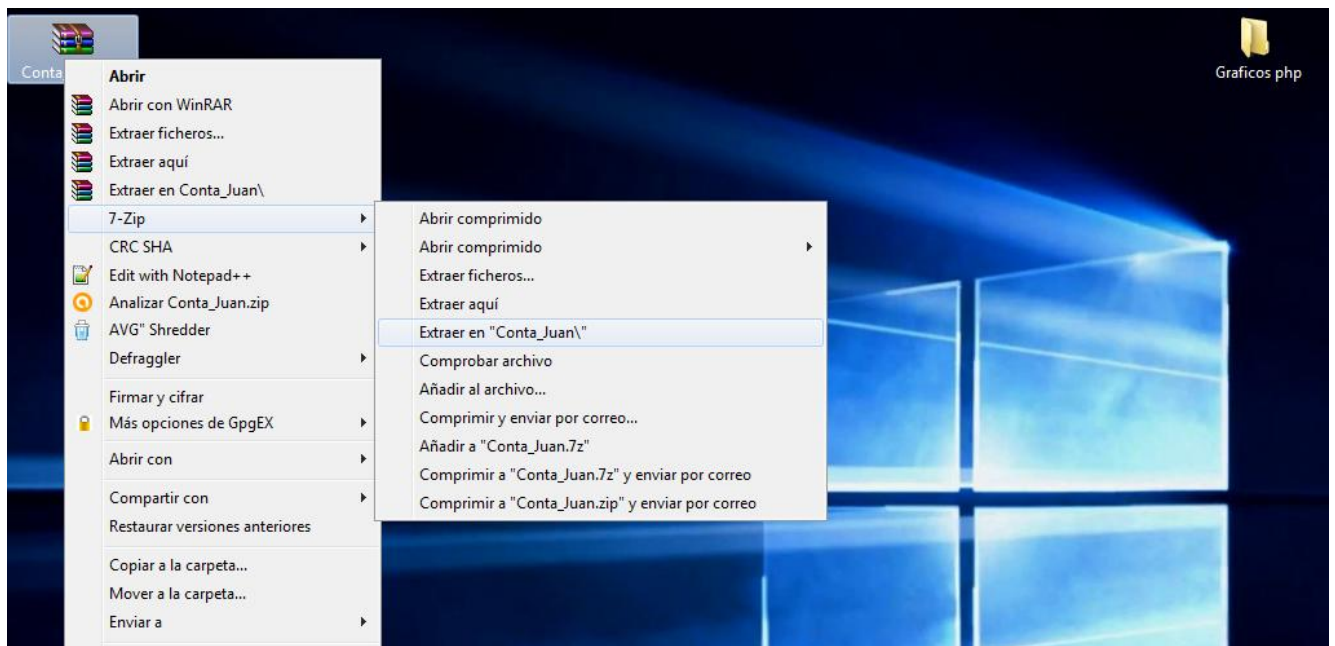 Conta
Graficos php
Abrir
Abrir con WinRAR
Extraer ficheros...
Extraer aquí
Extraer en Conta_Juan\
7-Zip
CRC SHA
Edit with Notepad++
Analizar Conta_Juan.zip
AVG" Shredder
Defraggler
Firmar y cifrar
Más opciones de GpgEX
Abrir con
Compartir con
Restaurar versiones anteriores
Copiar a la carpeta...
Mover a la carpeta...
Enviar a
Abrir comprimido
Abrir comprimido
Extraer ficheros...
Extraer aquí
Extraer en "Conta_Juan\"
Comprobar archivo
Añadir al archivo...
Comprimir y enviar por correo...
Añadir a "Conta_Juan.7z"
Comprimir a "Conta_Juan.7z" y enviar por correo
Comprimir a "Conta_Juan.zip" y enviar por correo